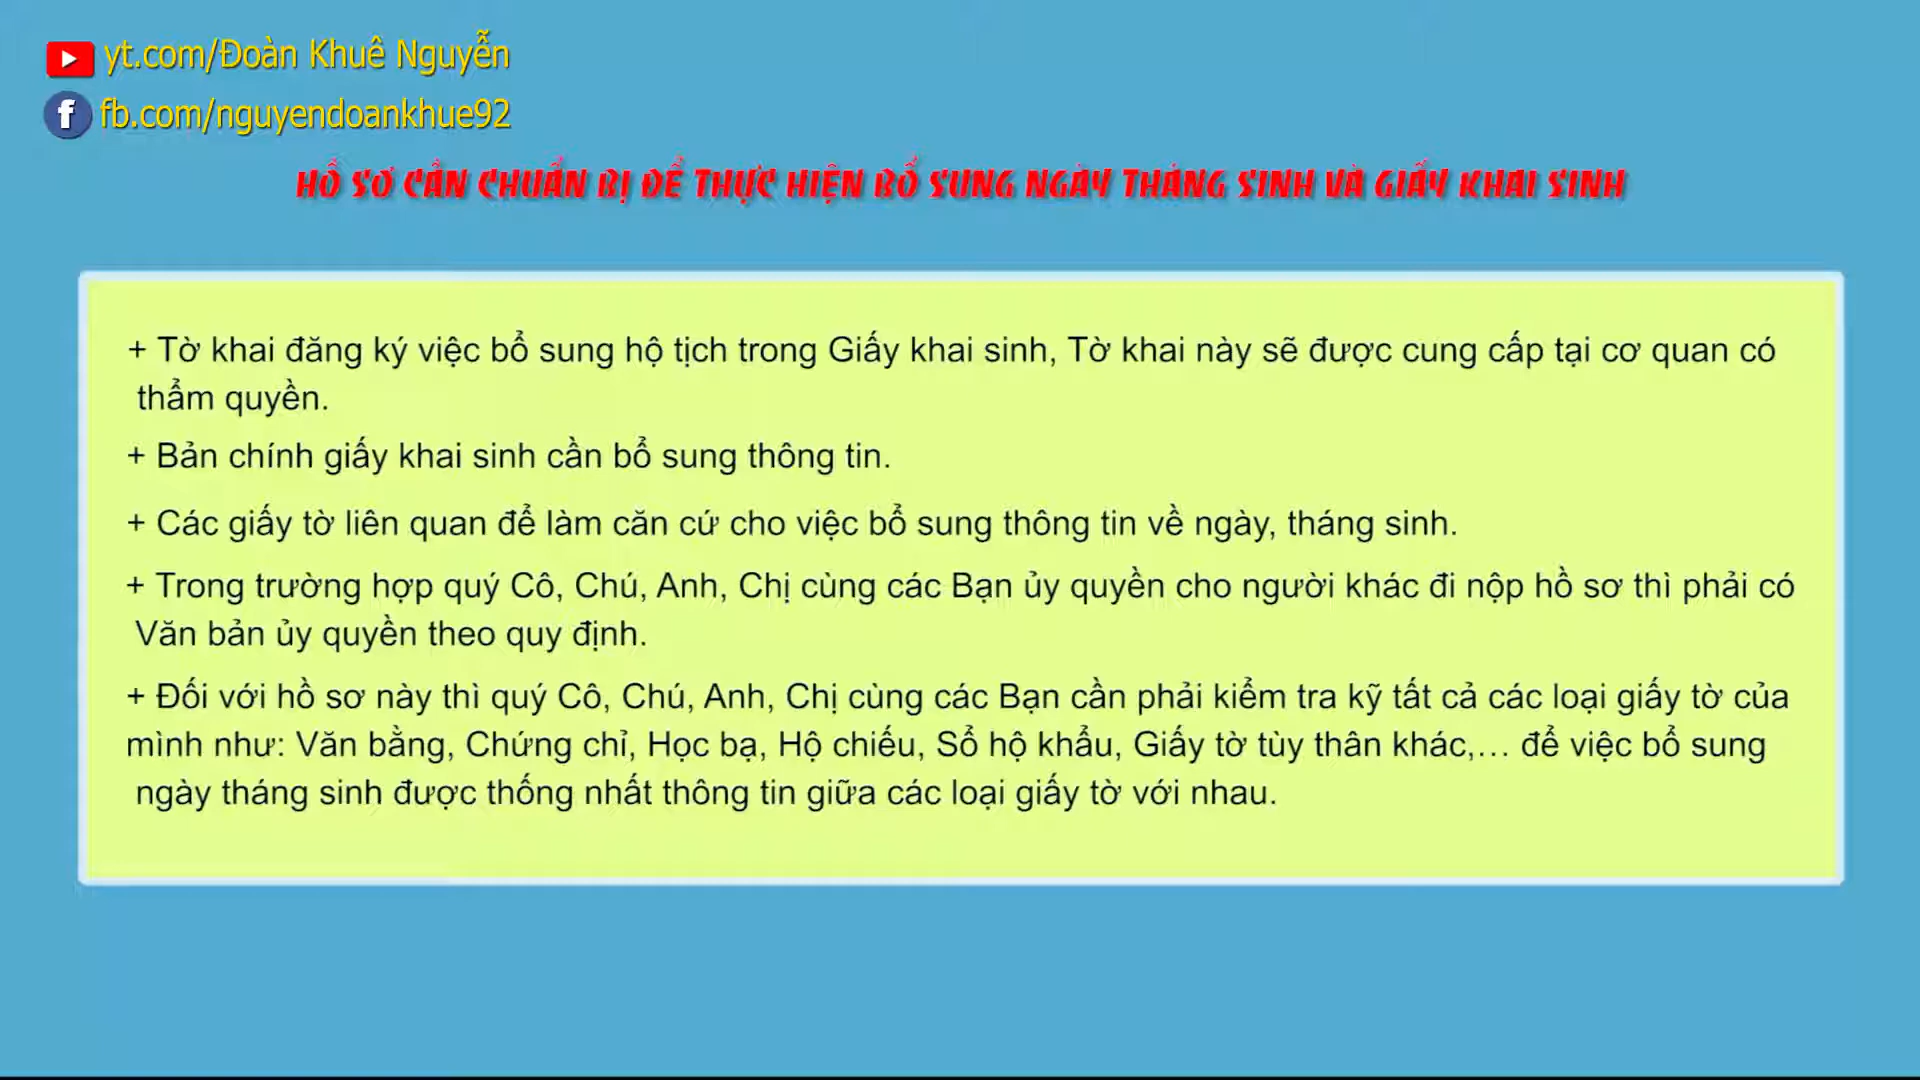 yt.com/Đoàn Khuê Nguyễn
fb.com/nguyendoankhue92
HỒ SƠ CẦN CHUẨN BỊ ĐỂ THỰC HIỆN BỔ SUNG NGÀY THÁNG SINH VÀ GIẤY KHAI SINH
+ Tờ khai đăng ký việc bổ sung hộ tịch trong Giấy khai sinh, Tờ khai này sẽ được cung cấp tại cơ quan có
thẩm quyền.
+ Bản chính giấy khai sinh cần bổ sung thông tin.
+ Các giấy tờ liên quan để làm căn cứ cho việc bổ sung thông tin về ngày, tháng sinh.
+ Trong trường hợp quý Cô, Chú, Anh, Chị cùng các Bạn ủy quyền cho người khác đi nộp hồ sơ thì phải có
Văn bản ủy quyền theo quy định.
+ Đối với hồ sơ này thì quý Cô, Chú, Anh, Chị cùng các Bạn cần phải kiểm tra kỹ tất cả các loại giấy tờ của
mình như: Văn bằng, Chứng chỉ, Học bạ, Hộ chiếu, Sổ hộ khẩu, Giấy tờ tùy thân khác,... để việc bổ sung
ngày tháng sinh được thống nhất thông tin giữa các loại giấy tờ với nhau.